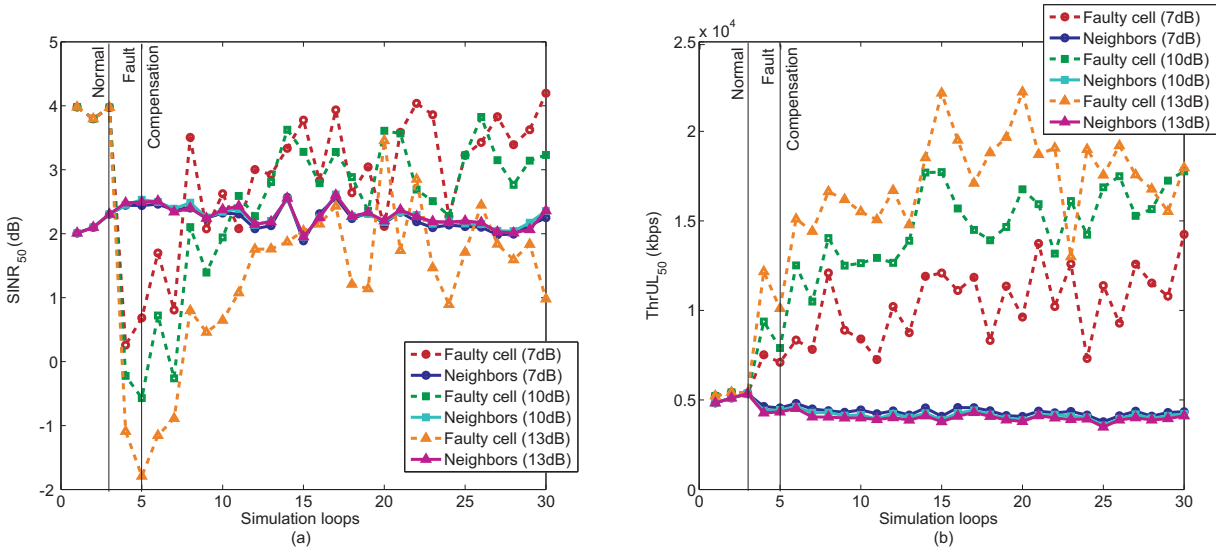 5
4
3
2
1
0
-1
-2
SINR50 (dB)
Normal
Fault
Compensation
Faulty cell (7dB)
Neighbors (7dB)
Faulty cell (10dB)
Neighbors (10dB)
Faulty cell (13dB)
Neighbors (13dB)
0 5 10 15 20 25 30
Simulation loops
(a)
x 10^4
2.5
2.5
2
1.5
1
0.5
0
ThrUL50 (kbps)
Normal
Fault
Compensation
Faulty cell (7dB)
Neighbors (7dB)
Faulty cell (10dB)
Neighbors (10dB)
Faulty cell (13dB)
Neighbors (13dB)
0 5 10 15 20 25 30
Simulation loops
(b)